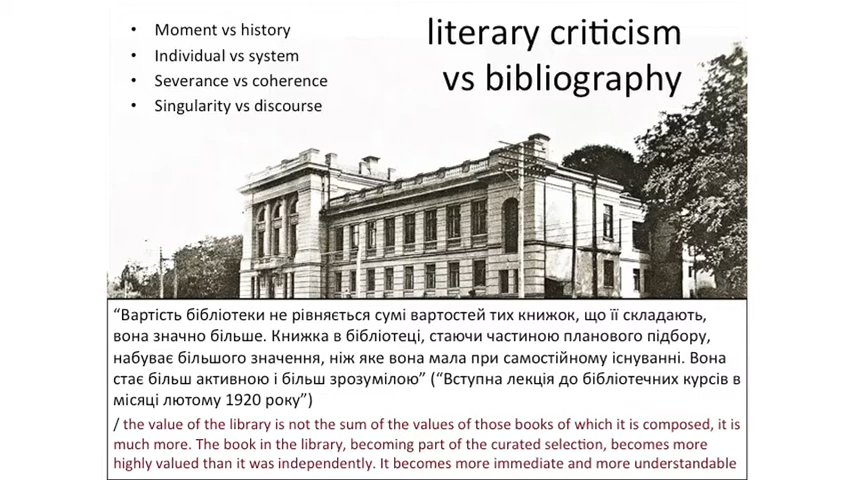 • Moment vs history
• Individual vs system
• Severance vs coherence
• Singularity vs discourse
literary criticism
vs bibliography
“Вартість бібліотеки не рівняється сумі вартостей тих книжок, що її складають,
вона значно більше. Книжка в бібліотеці, стаючи частиною планового підбору,
набуває більшого значення, ніж яке вона мала при самостійному існуванні. Вона
стає більш активною і більш зрозумілою” (“Вступна лекція до бібліотечних курсів в
місяці лютому 1920 року”)
/ the value of the library is not the sum of the values of those books of which it is composed, it is
much more. The book in the library, becoming part of the curated selection, becomes more
highly valued than it was independently. It becomes more immediate and more understandable